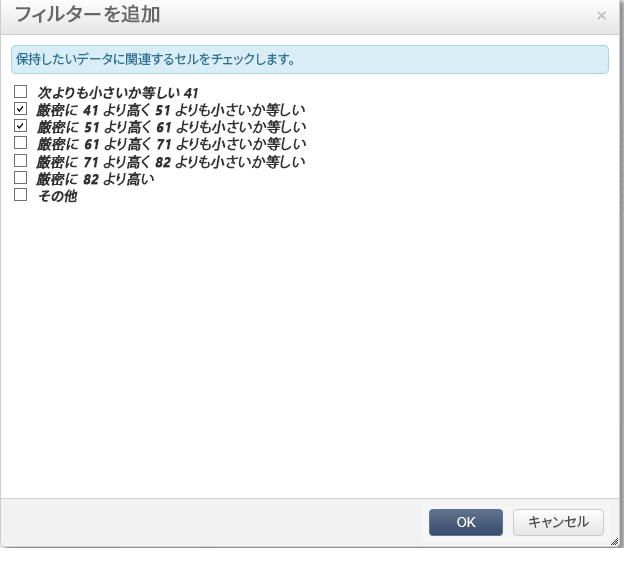 フィルターを追加
×
保持したいデータに関連するセルをチェックします。
次よりも小さいか等しい 41
厳密に 41 より高く 51 よりも小さいか等しい
厳密に 51 より高く 61 よりも小さいか等しい
厳密に 61 より高く 71 よりも小さいか等しい
厳密に 71 より高く 82 よりも小さいか等しい
厳密に 82 より高い
その他
OK
キャンセル